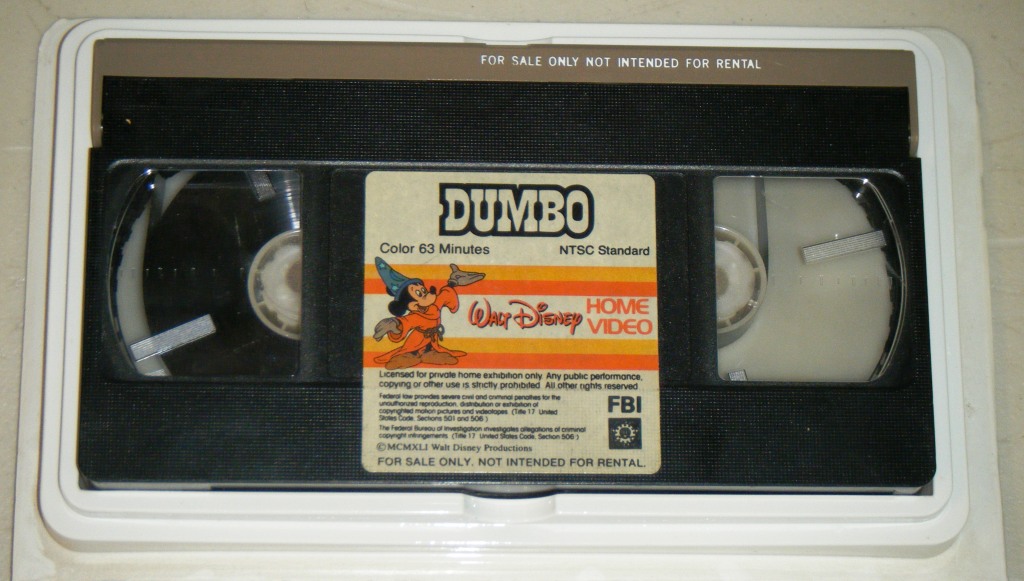 FOR SALE ONLY NOT INTENDED FOR RENTAL
DUMBO
Color 63 Minutes NTSC Standard
WALT DISNEY HOME VIDEO
Licensed for private home exhibition only. Any public performance,
copying or other use is strictly prohibited. All other rights reserved
Federal law provides severe civil and criminal penalties for the
unauthorized reproduction, distribution or exhibition of
copyrighted motion pictures and videotapes. (Title 17 United
States Code, Sections 501 and 506)
The Federal Bureau of Investigation investigates allegations of criminal
copyright infringements. (Title 17 United States Code, Section 506)
FBI
©MCMXLI Walt Disney Productions
FOR SALE ONLY. NOT INTENDED FOR RENTAL.